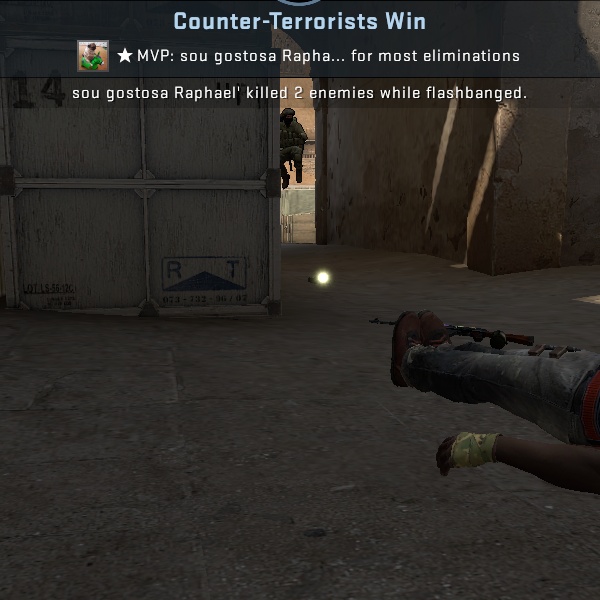 Counter-Terrorists Win
★ MVP: sou gostosa Rapha... for most eliminations
sou gostosa Raphael' killed 2 enemies while flashbanged.
14
R T